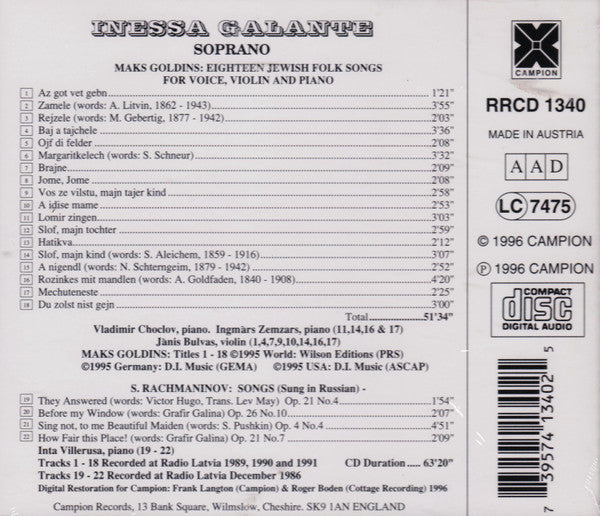 INESSA GALANTE
SOPRANO
MAKS GOLDINS: EIGHTEEN JEWISH FOLK SONGS
FOR VOICE, VIOLIN AND PIANO
1 Az got vet gebn 1'21"
2 Zamele (words: A. Litvin, 1862 - 1943) 3'55"
3 Rejzele (words: M. Gebertig, 1877 - 1942) 2'03"
4 Baj a tajchele 3'36"
5 Ojf di felder 2'08"
6 Margaritkelech (words: S. Schneur) 3'32"
7 Brajne 2'09"
8 Jome, Jome 2'08"
9 Vos ze vilstu, majn tajer kind 2'58"
10 A idise mame 2'53"
11 Lomir zingen 3'03"
12 Slof, majn tochter 2'59"
13 Hatikva 2'12"
14 Slof, majn kind (words: S. Aleichem, 1859 - 1916) 3'07"
15 A nigendl (words: N. Schterngeim, 1879 - 1942) 2'52"
16 Rozinkes mit mandlen (words: A. Goldfaden, 1840 - 1908) 4'20"
17 Mechuteneste 2'25"
18 Du zolst nist gejn 3'00"
Total 51'34"
Vladimir Choclov, piano. Ingmārs Zemzars, piano (11,14,16 & 17)
Jānis Bulavs, violin (1,4,7,9,10,14,16,17)
MAKS GOLDINS: Titles 1 - 18 ©1995 World: Wilson Editions (PRS)
©1995 Germany: D.I. Music (GEMA) ©1995 USA: D.I. Music (ASCAP)
S. RACHMANINOV: SONGS (Sung in Russian) -
19 They Answered (words: Victor Hugo, Trans. Lev May) Op. 21 No.4 1'54"
20 Before my Window (words: Grafir Galina) Op. 26 No.10 2'07"
21 Sing not, to me Beautiful Maiden (words: S. Pushkin) Op. 4 No.4 4'51"
22 How Fair this Place! (words: Grafir Galina) Op. 21 No.7 2'09"
Inta Villerusa, piano (19 - 22)
Tracks 1 - 18 Recorded at Radio Latvia 1989, 1990 and 1991 CD Duration ..... 63'20"
Tracks 19 - 22 Recorded at Radio Latvia December 1986
Digital Restoration for Campion: Frank Langton (Campion) & Roger Boden (Cottage Recording) 1996
Campion Records, 13 Bank Square, Wilmslow, Cheshire. SK9 1AN ENGLAND
CAMPION
RRCD 1340
MADE IN AUSTRIA
A A D
LC 7475
© 1996 CAMPION
℗ 1996 CAMPION
COMPACT
disc
DIGITAL AUDIO
7 39574 13402 5